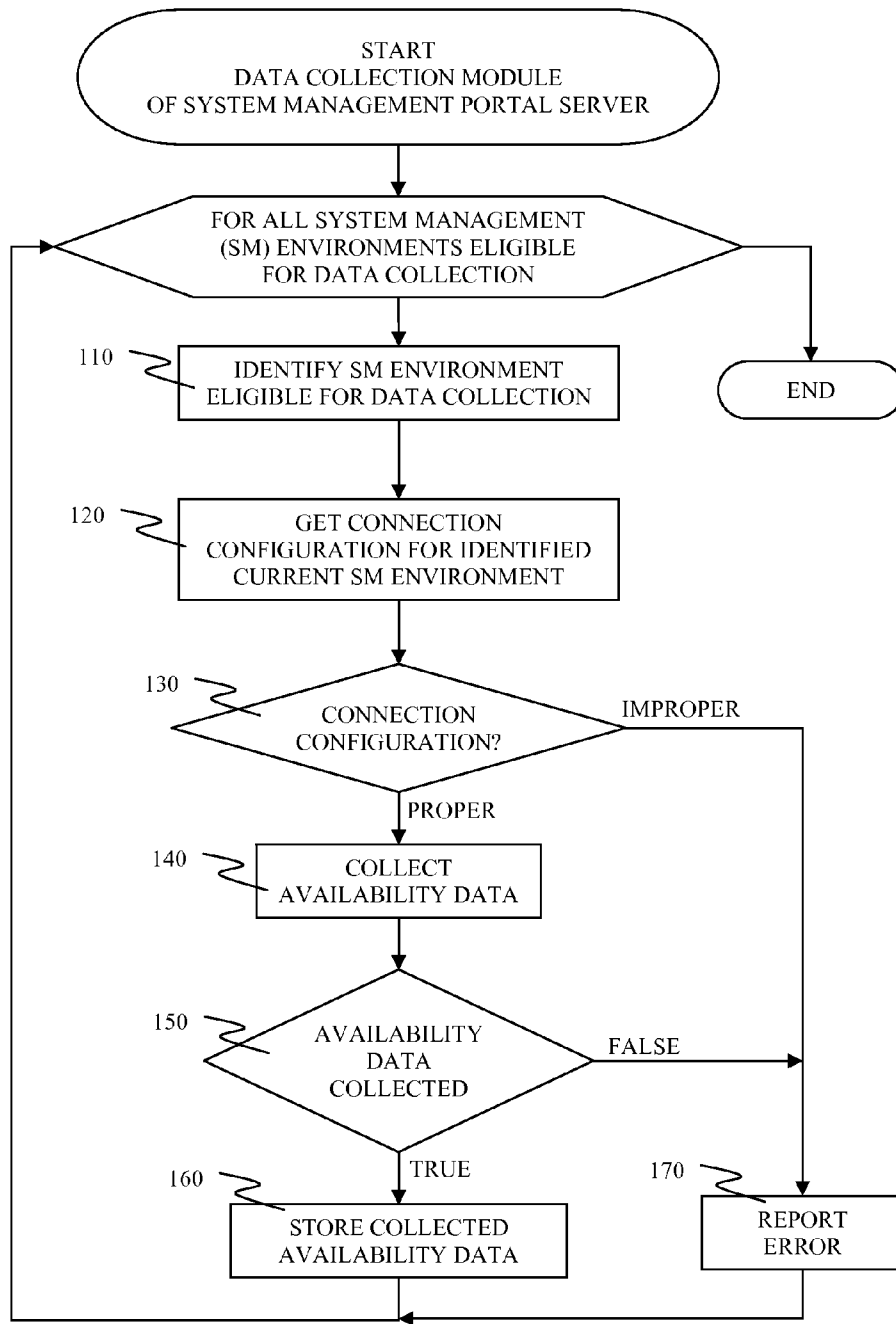 START
DATA COLLECTION MODULE
OF SYSTEM MANAGEMENT PORTAL SERVER
FOR ALL SYSTEM MANAGEMENT
(SM) ENVIRONMENTS ELIGIBLE
FOR DATA COLLECTION
110
IDENTIFY SM ENVIRONMENT
ELIGIBLE FOR DATA COLLECTION
END
120
GET CONNECTION
CONFIGURATION FOR IDENTIFIED
CURRENT SM ENVIRONMENT
130
CONNECTION
CONFIGURATION?
IMPROPER
PROPER
140
COLLECT
AVAILABILITY DATA
150
AVAILABILITY
DATA
COLLECTED
FALSE
TRUE
160
STORE COLLECTED
AVAILABILITY DATA
170
REPORT
ERROR